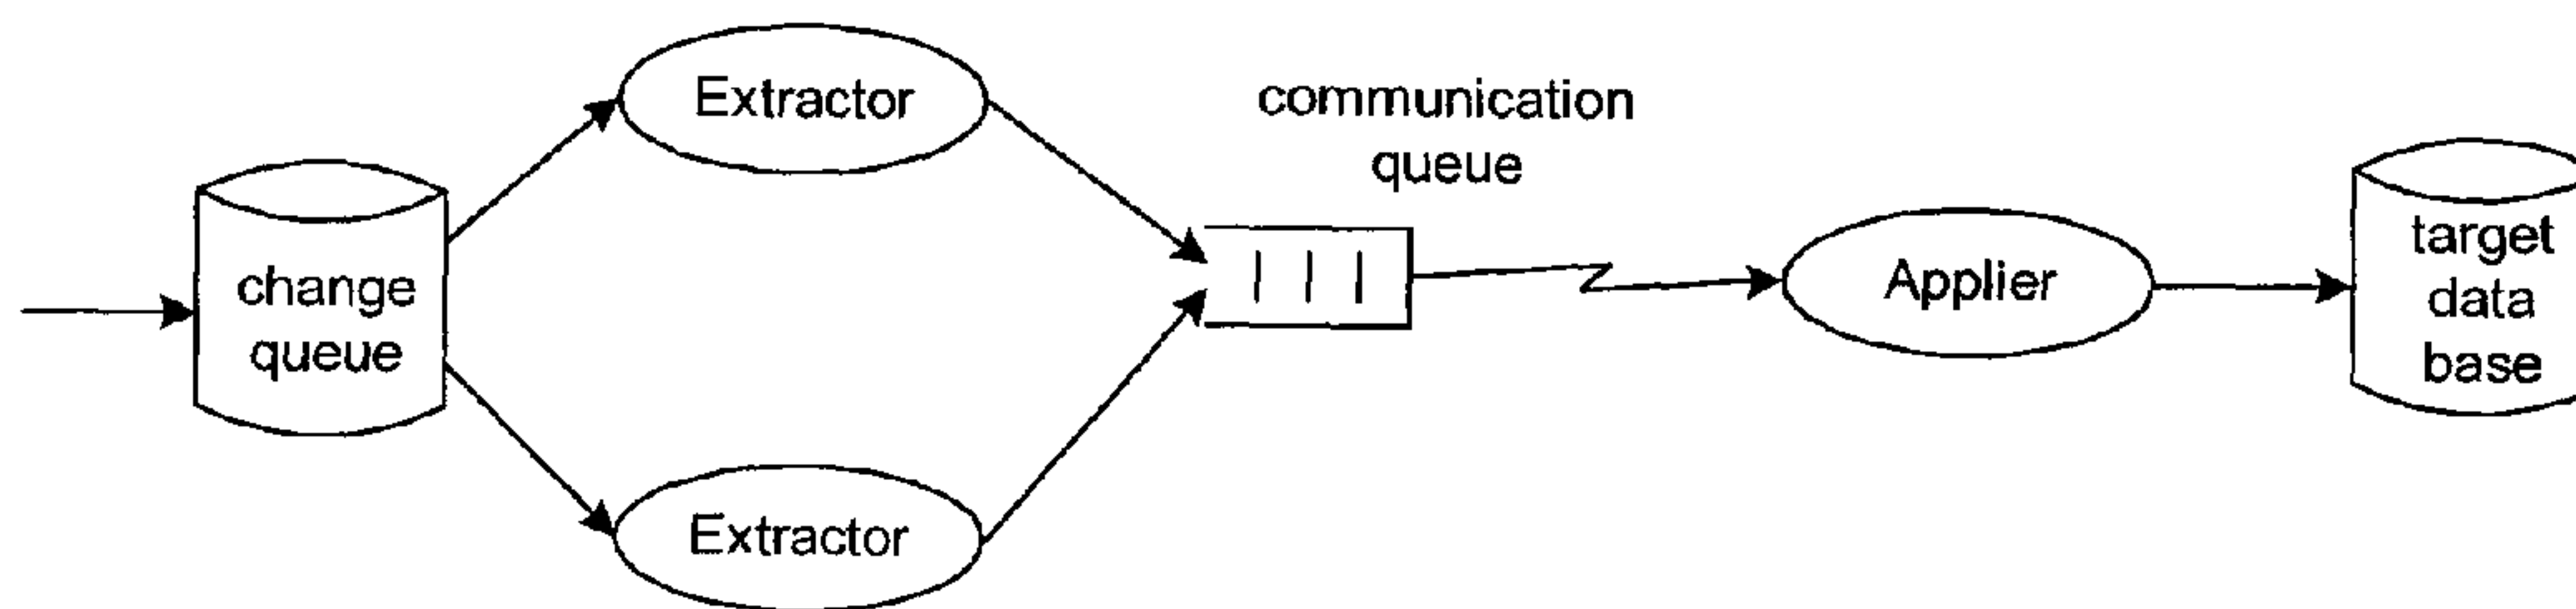 Extractor
communication
queue
change
queue
Applier
target
data
base
Extractor